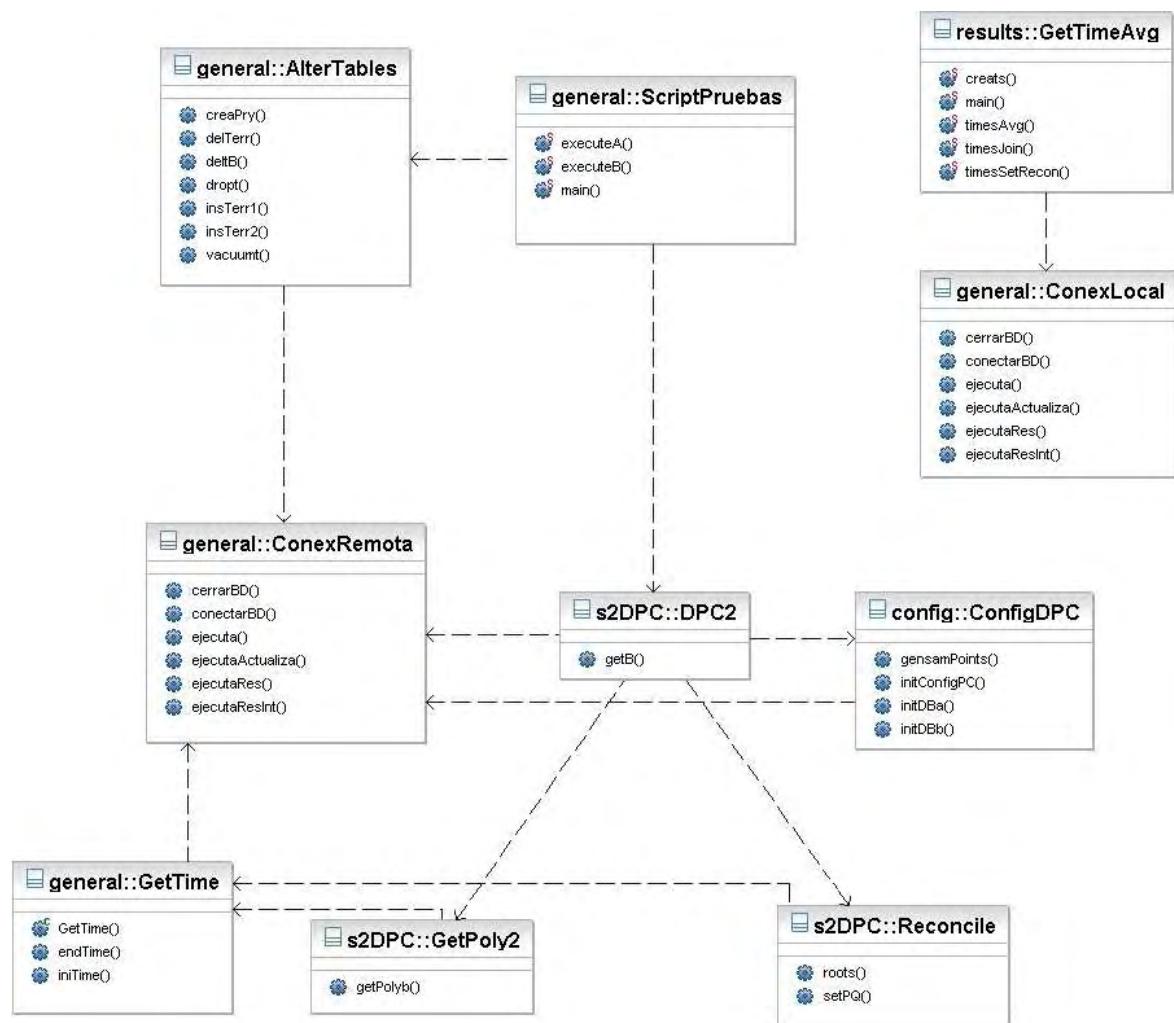 general::AlterTables
creaPry()
delTerr()
deltB()
dropt()
insTerr1()
insTerr2()
vacuumt()
general::ScriptPruebas
executeA()
executeB()
main()
results::GetTimeAvg
creats()
main()
timesAvg()
timesJoin()
timesSetRecon()
general::ConexLocal
cerrarBD()
conectarBD()
ejecuta()
ejecutaActualiza()
ejecutaRes()
ejecutaResInt()
general::ConexRemota
cerrarBD()
conectarBD()
ejecuta()
ejecutaActualiza()
ejecutaRes()
ejecutaResInt()
s2DPC::DPC2
getB()
config::ConfigDPC
gensamPoints()
initConfigPC()
initDBa()
initDBb()
general::GetTime
GetTime()
endTime()
iniTime()
s2DPC::GetPoly2
getPolyb()
s2DPC::Reconcile
roots()
setPQ()